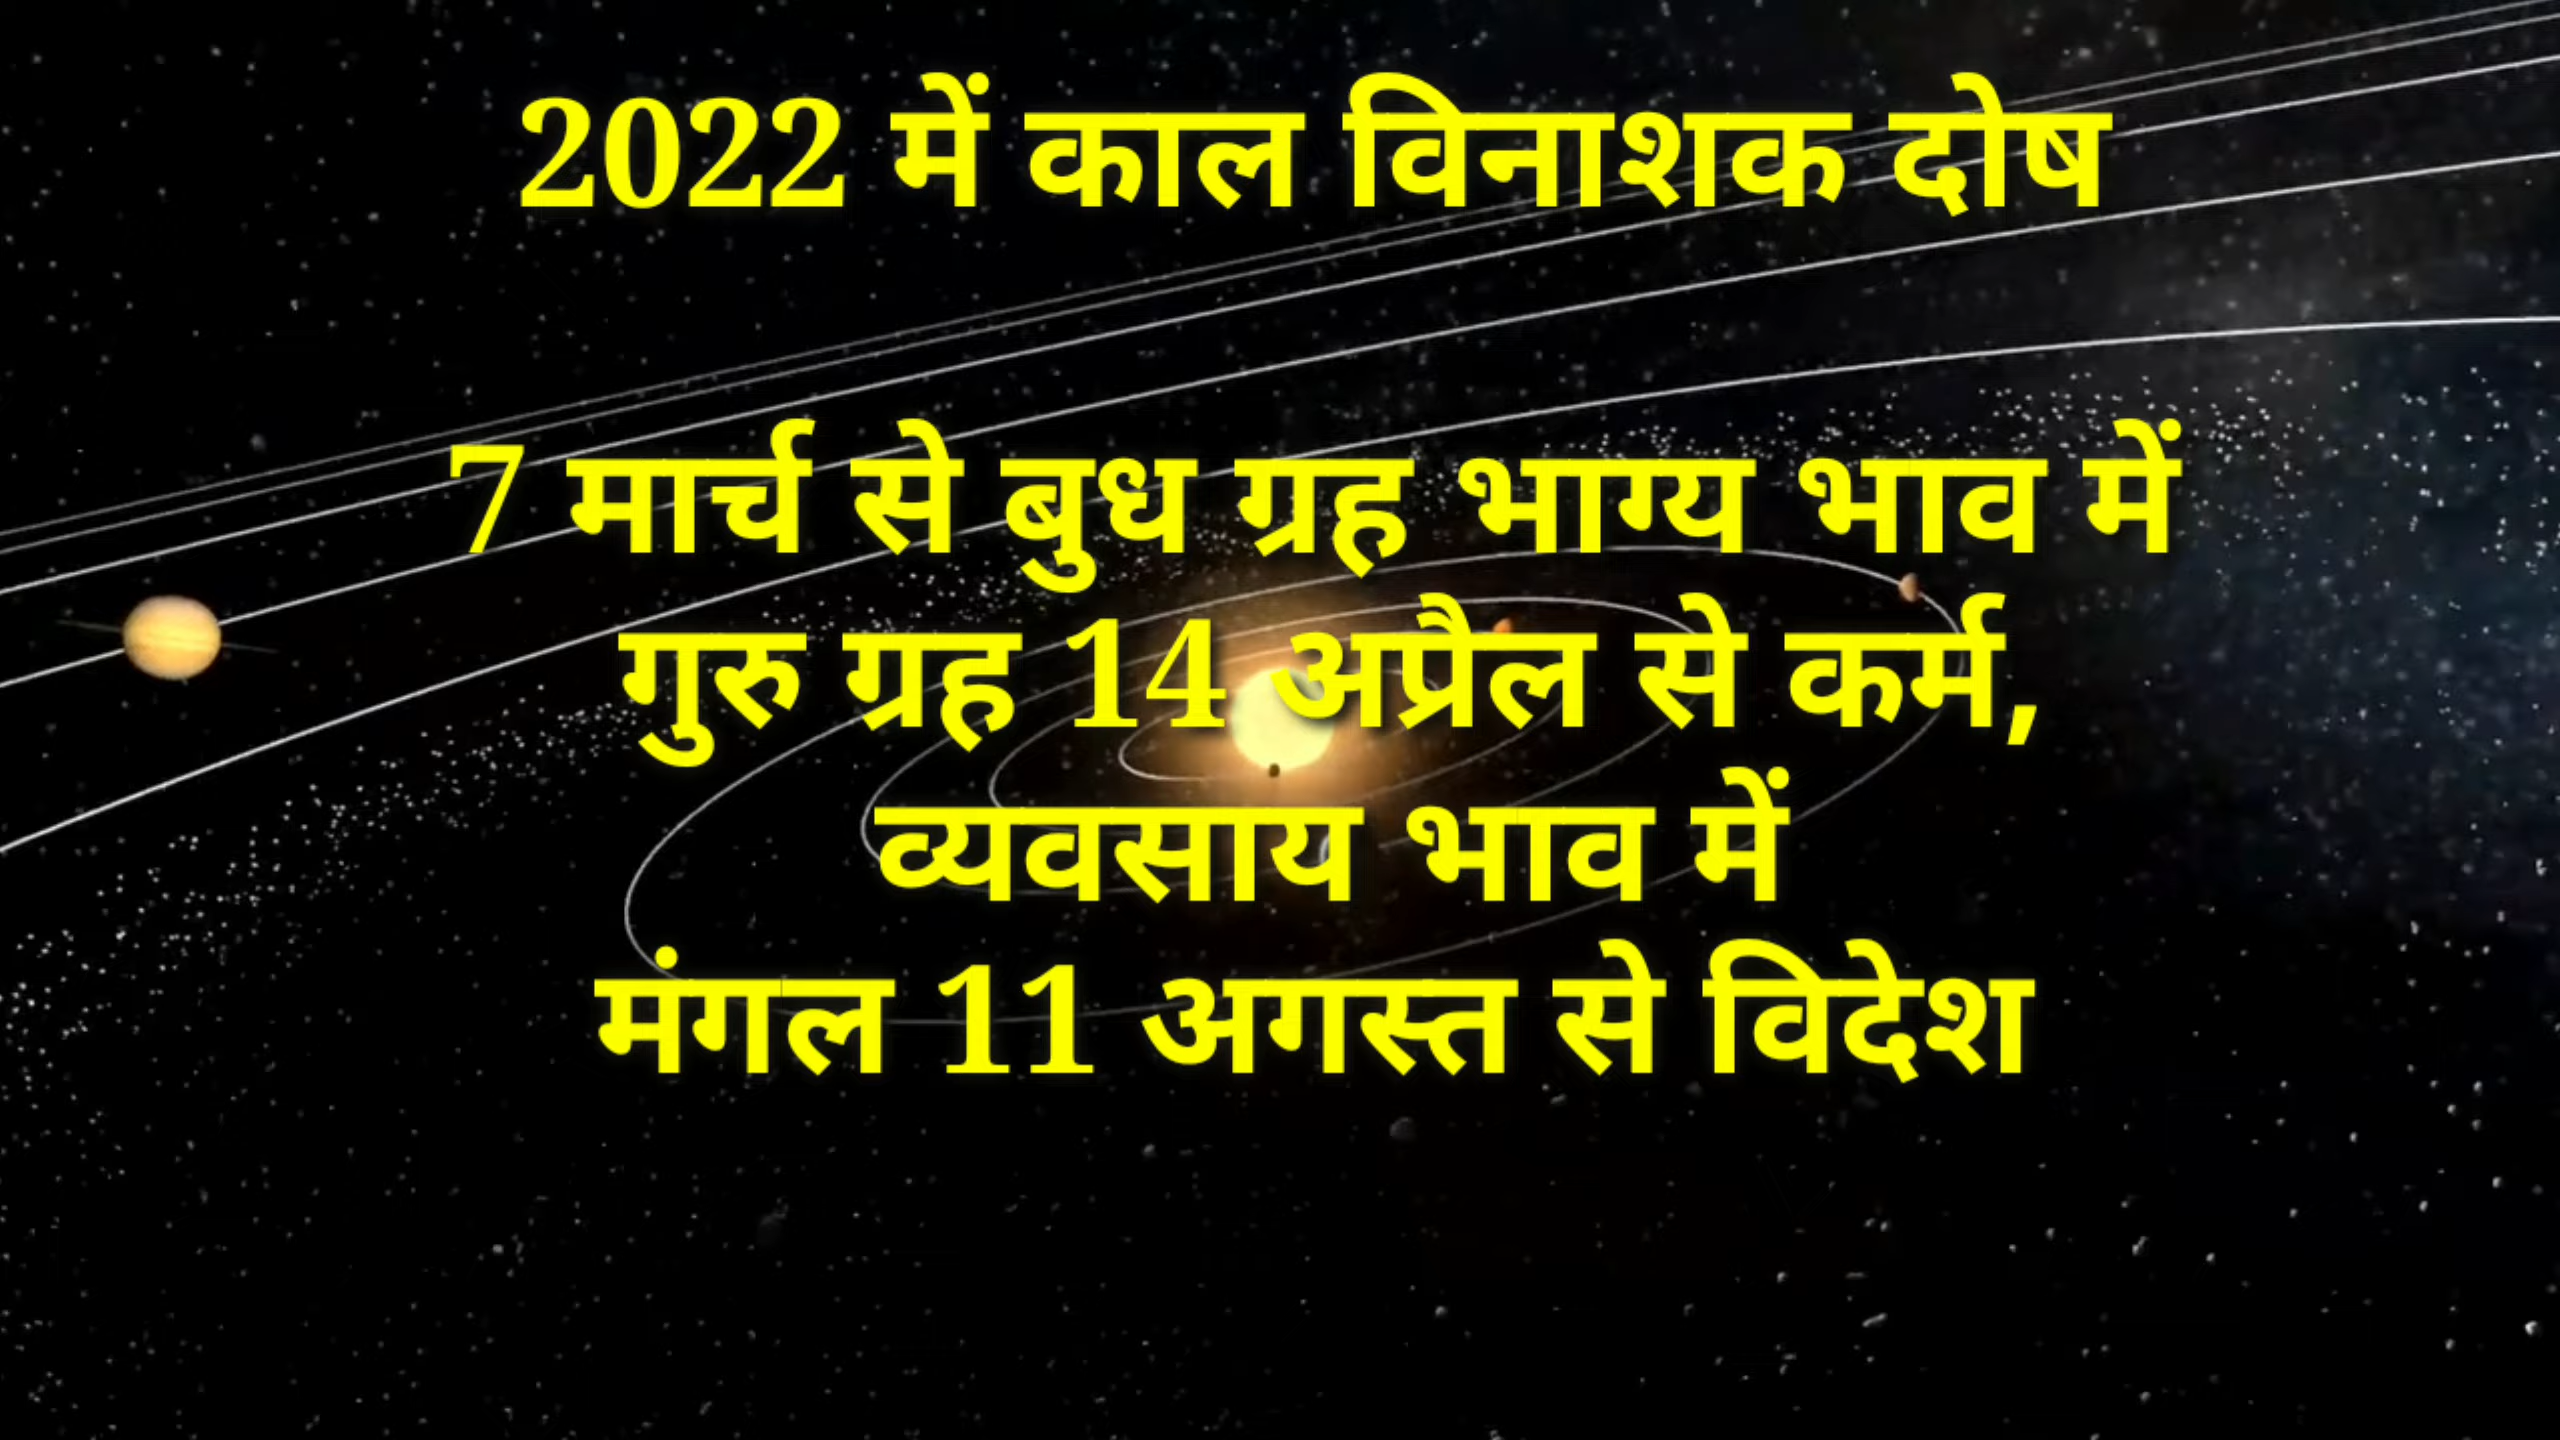 2022 में काल विनाशक दोष
7 मार्च से बुध ग्रह भाग्य भाव में
गुरु ग्रह 14 अप्रैल से कर्म,
व्यवसाय भाव में
मंगल 11 अगस्त से विदेश